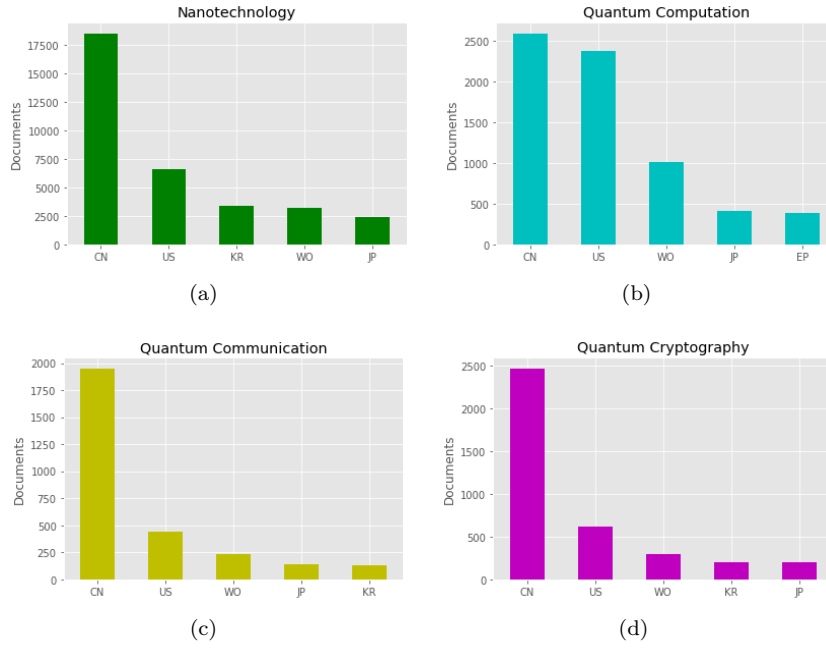 Nanotechnology
Documents
17500
15000
12500
10000
7500
5000
2500
0
CN US KR WO JP
(a)
Quantum Computation
Documents
2500
2000
1500
1000
500
0
CN US WO JP EP
(b)
Quantum Communication
Documents
2000
1750
1500
1250
1000
750
500
250
0
CN US WO JP KR
(c)
Quantum Cryptography
Documents
2500
2000
1500
1000
500
0
CN US WO KR JP
(d)